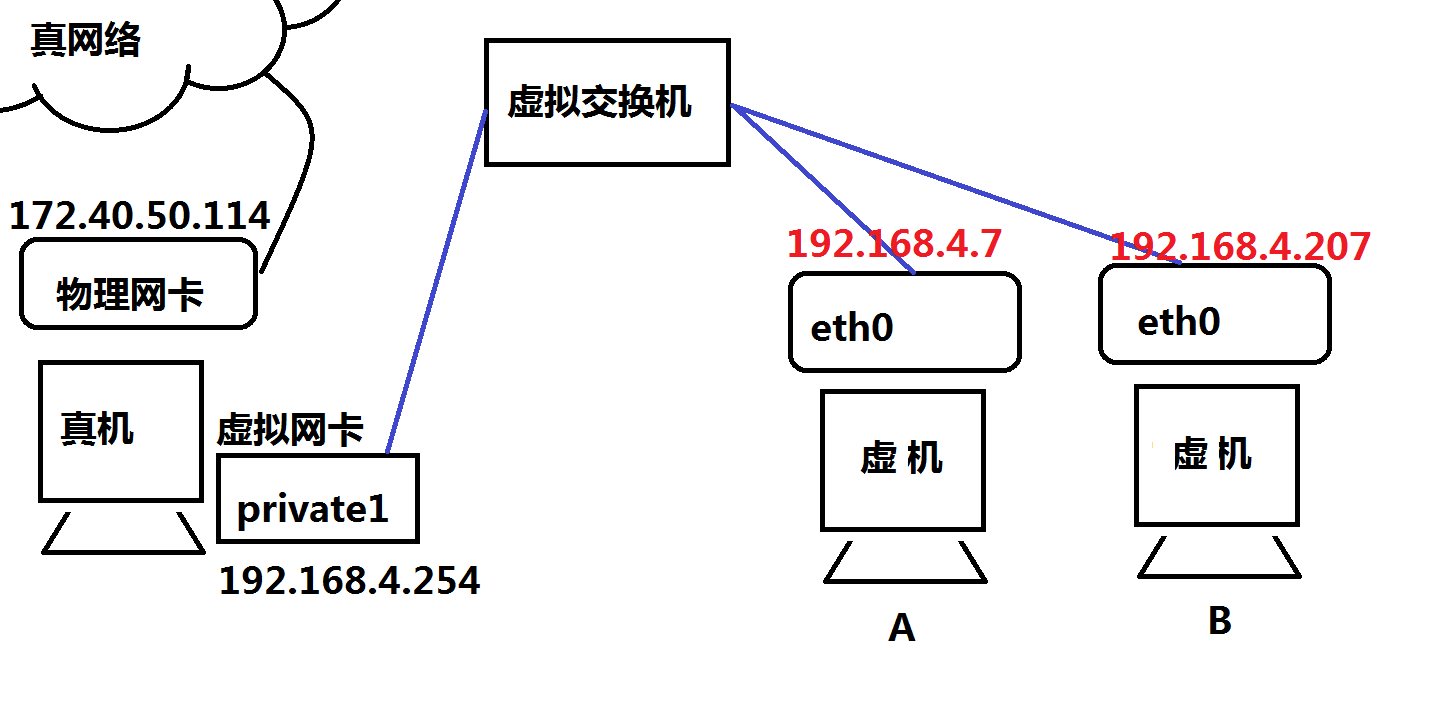 真网络
虚拟交换机
172.40.50.114
物理网卡
192.168.4.7
192.168.4.207
eth0
eth0
真机
虚拟网卡
private1
192.168.4.254
虚 机
虚 机
A
B